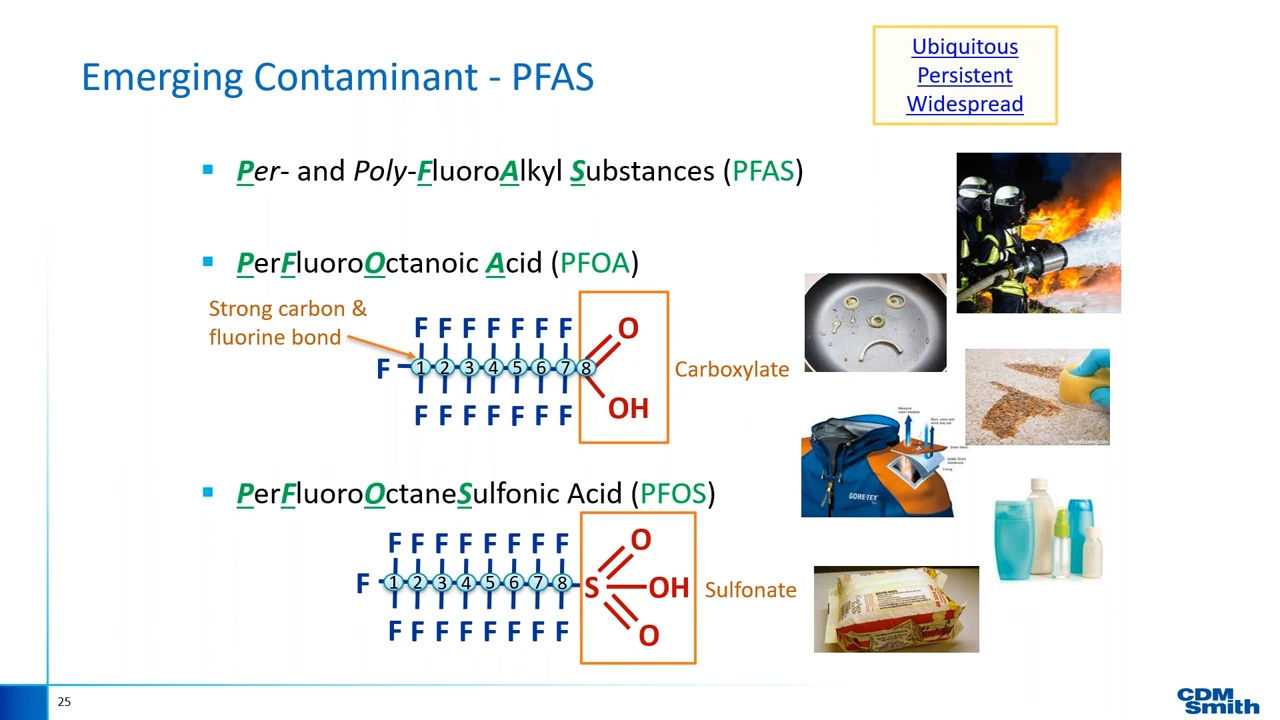 Emerging Contaminant - PFAS
Ubiquitous
Persistent
Widespread
Per- and Poly-FluoroAlkyl Substances (PFAS)
PerFluoroOctanoic Acid (PFOA)
Strong carbon &
fluorine bond
F F F F F F F O
F 1 2 3 4 5 6 7 8
Carboxylate
F F F F F F F OH
PerFluoroOctaneSulfonic Acid (PFOS)
F F F F F F F F O
F 1 2 3 4 5 6 7 8 S OH
Sulfonate
F F F F F F F F O
GORE-TEX
25
CDM
Smith